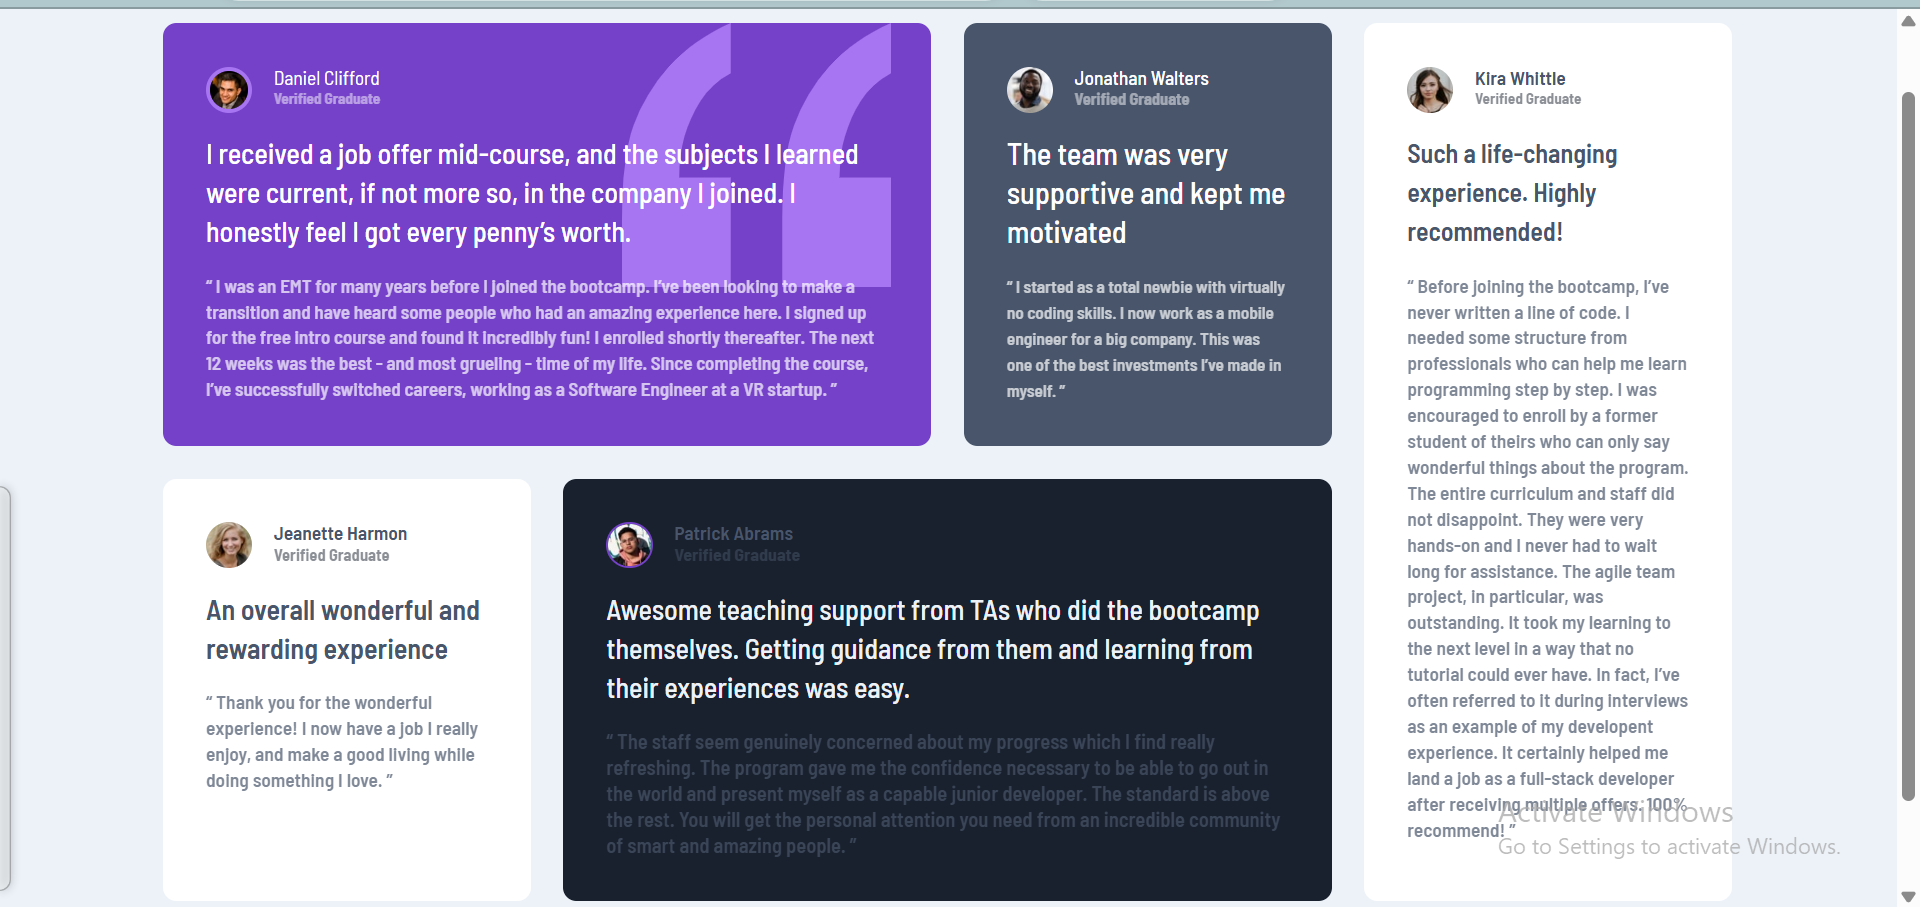 Daniel Clifford
Verified Graduate
I received a job offer mid-course, and the subjects I learned
were current, if not more so, in the company I joined. I
honestly feel I got every penny’s worth.
“ I was an EMT for many years before I joined the bootcamp. I’ve been looking to make a
transition and have heard some people who had an amazing experience here. I signed up
for the free intro course and found it incredibly fun! I enrolled shortly thereafter. The next
12 weeks was the best - and most grueling - time of my life. Since completing the course,
I’ve successfully switched careers, working as a Software Engineer at a VR startup. ”
Jonathan Walters
Verified Graduate
The team was very
supportive and kept me
motivated
“ I started as a total newbie with virtually
no coding skills. I now work as a mobile
engineer for a big company. This was
one of the best investments I’ve made in
myself. ”
Kira Whittle
Verified Graduate
Such a life-changing
experience. Highly
recommended!
“ Before joining the bootcamp, I’ve
never written a line of code. I
needed some structure from
professionals who can help me learn
programming step by step. I was
encouraged to enroll by a former
student of theirs who can only say
wonderful things about the program.
The entire curriculum and staff did
not disappoint. They were very
hands-on and I never had to wait
long for assistance. The agile team
project, in particular, was
outstanding. It took my learning to
the next level in a way that no
tutorial could ever have. In fact, I’ve
often referred to it during interviews
as an example of my developent
experience. It certainly helped me
land a job as a full-stack developer
after receiving multiple offers. 100%
recommend! ”
Jeanette Harmon
Verified Graduate
An overall wonderful and
rewarding experience
“ Thank you for the wonderful
experience! I now have a job I really
enjoy, and make a good living while
doing something I love. ”
Patrick Abrams
Verified Graduate
Awesome teaching support from TAs who did the bootcamp
themselves. Getting guidance from them and learning from
their experiences was easy.
“ The staff seem genuinely concerned about my progress which I find really
refreshing. The program gave me the confidence necessary to be able to go out in
the world and present myself as a capable junior developer. The standard is above
the rest. You will get the personal attention you need from an incredible community
of smart and amazing people. ”
Activate Windows
Go to Settings to activate Windows.